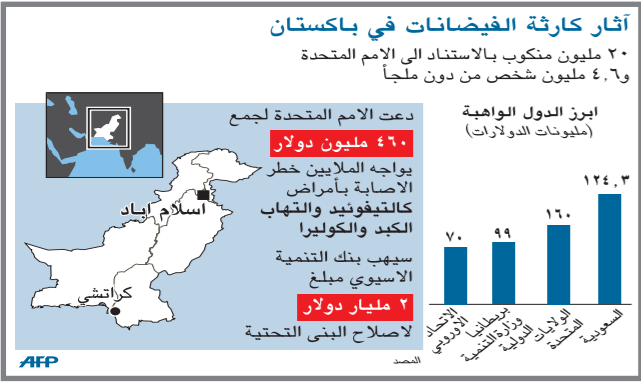 آثار كارثة الفيضانات في باكستان
٢٠ مليون منكوب بالاستناد الى الامم المتحدة
و٤,٦ مليون شخص من دون ملجأ
ابرز الدول الواهبة
(مليونات الدولارات)
١٢٤,٣
١٦٠
٩٩
٧٠
السعودية
الولايات
المتحدة
بريطانيا
وزارة التنمية
الدولية
الاتحاد
الأوروبي
دعت الامم المتحدة لجمع
٤٦٠ مليون دولار
يواجه الملايين خطر
الاصابة بأمراض
كالتيفوئيد والتهاب
الكبد والكوليرا
سيهب بنك التنمية
الاسيوي مبلغ
٢ مليار دولار
لاصلاح البنى التحتية
اسلام اباد
كراتشي
المصد
AFP